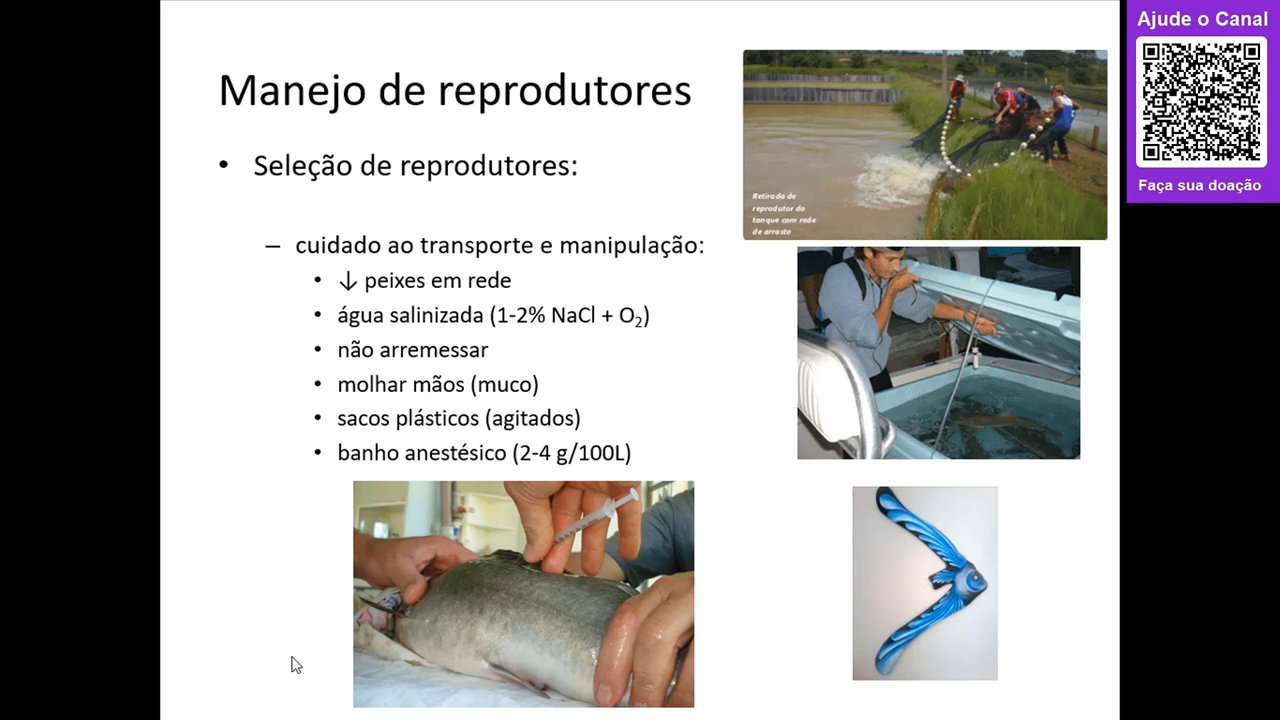 Manejo de reprodutores
• Seleção de reprodutores:
– cuidado ao transporte e manipulação:
• ↓ peixes em rede
• água salinizada (1-2% NaCl + O₂)
• não arremessar
• molhar mãos (muco)
• sacos plásticos (agitados)
• banho anestésico (2-4 g/100L)
Retirada de
reprodutor do
tanque com rede
de arrasto
Ajude o Canal
Faça sua doação